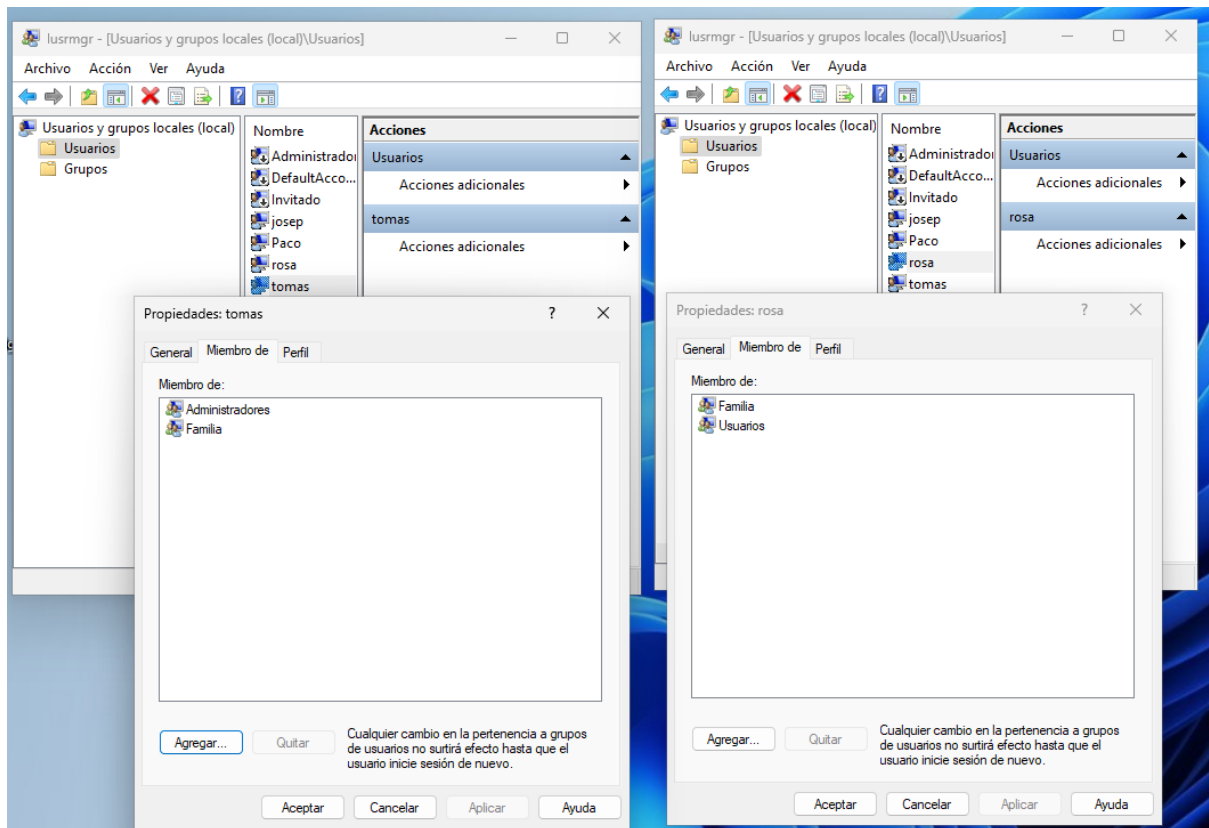 lusrmgr - [Usuarios y grupos locales (local)\Usuarios]
Archivo Acción Ver Ayuda
Usuarios y grupos locales (local)
Usuarios
Grupos
Nombre
Administrador
DefaultAcco...
Invitado
josep
Paco
rosa
tomas
Acciones
Usuarios
Acciones adicionales
tomas
Acciones adicionales
Propiedades: tomas
General Miembro de Perfil
Miembro de:
Administradores
Familia
Agregar... Quitar
Cualquier cambio en la pertenencia a grupos
de usuarios no surtirá efecto hasta que el
usuario inicie sesión de nuevo.
Aceptar Cancelar Aplicar Ayuda
lusrmgr - [Usuarios y grupos locales (local)\Usuarios]
Archivo Acción Ver Ayuda
Usuarios y grupos locales (local)
Usuarios
Grupos
Nombre
Administrador
DefaultAcco...
Invitado
josep
Paco
rosa
tomas
Acciones
Usuarios
Acciones adicionales
rosa
Acciones adicionales
Propiedades: rosa
General Miembro de Perfil
Miembro de:
Familia
Usuarios
Agregar... Quitar
Cualquier cambio en la pertenencia a grupos
de usuarios no surtirá efecto hasta que el
usuario inicie sesión de nuevo.
Aceptar Cancelar Aplicar Ayuda